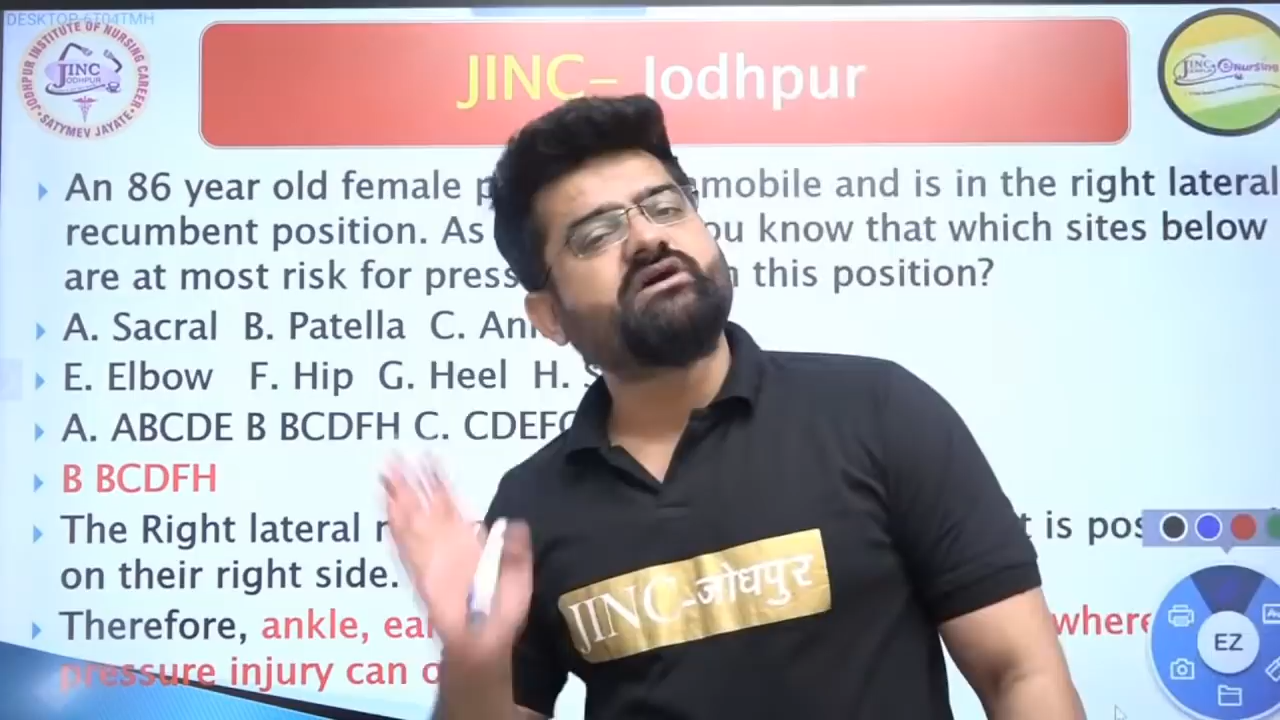 DESKTOP-6T04TMH
JODHPUR INSTITUTE OF NURSING CAREER
JINC
JODHPUR
SATYMEV JAYATE
JINC- Jodhpur
JINC eNursing
An 86 year old female p mobile and is in the right lateral
recumbent position. As ou know that which sites below
are at most risk for press n this position?
A. Sacral B. Patella C. An
E. Elbow F. Hip G. Heel H.
A. ABCDE B BCDFH C. CDEF
B BCDFH
The Right lateral t is pos
on their right side.
Therefore, ankle, ea where
pressure injury can o
JINC-जोधपुर
EZ